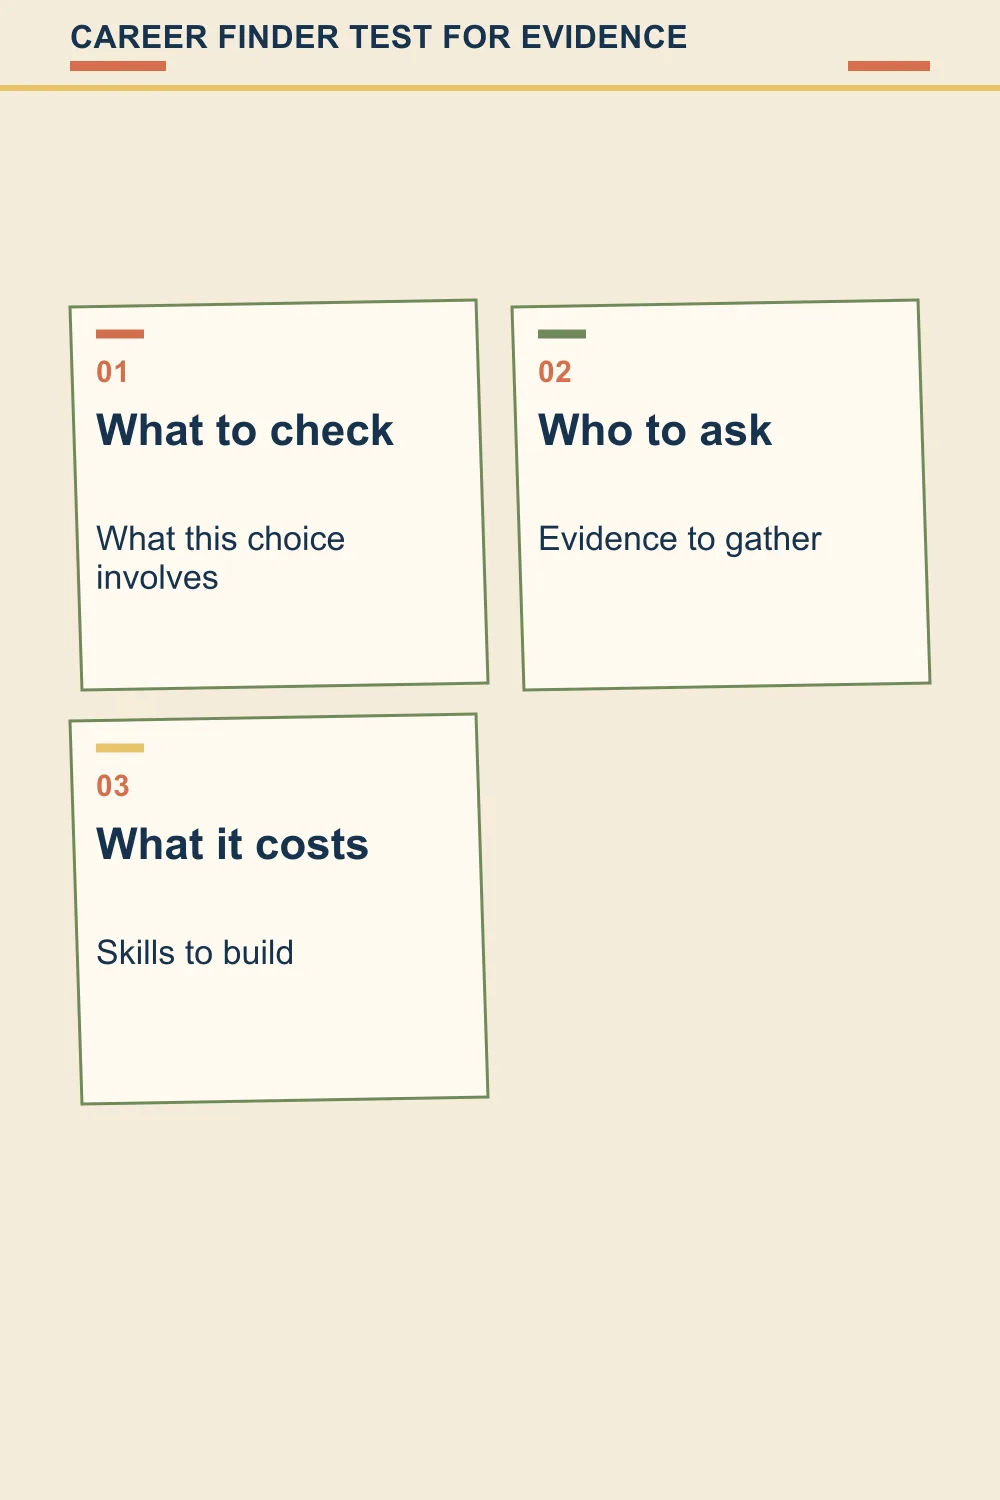 CAREER FINDER TEST FOR EVIDENCE
01
What to check
What this choice
involves
02
Who to ask
Evidence to gather
03
What it costs
Skills to build